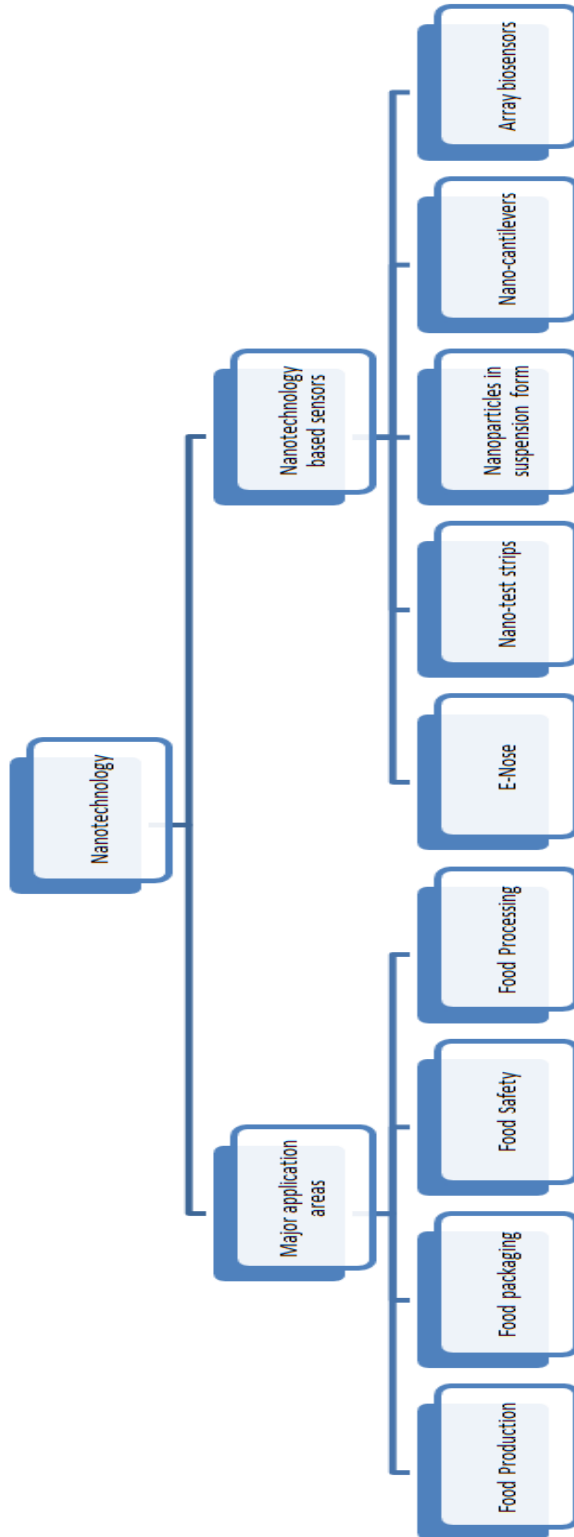 Nanotechnology
Major application
areas
Nanotechnology
based sensors
Food Production
Food packaging
Food Safety
Food Processing
E-Nose
Nano-test strips
Nanoparticles in
suspension form
Nano-cantilevers
Array biosensors